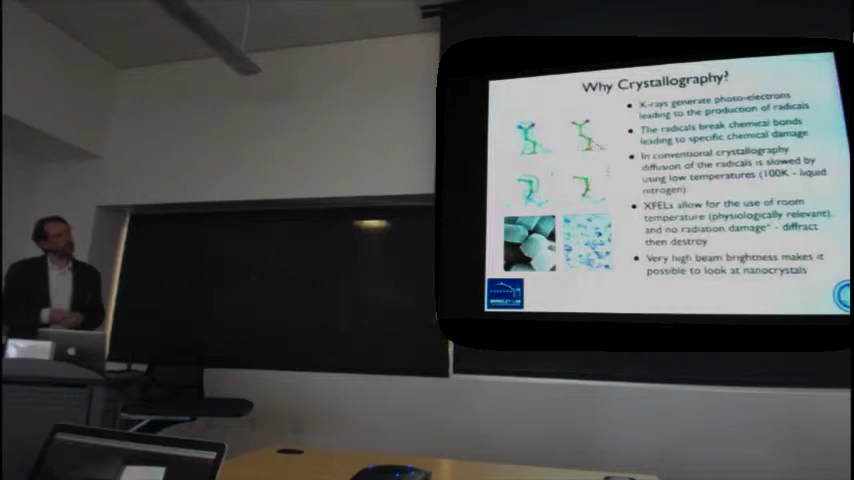 Why Crystallography?
• X-rays generate photo-electrons
leading to the production of radicals
• The radicals break chemical bonds
leading to specific chemical damage
• In conventional crystallography
diffusion of the radicals is slowed by
using low temperatures (100K - liquid
nitrogen)
• XFELs allow for the use of room
temperature (physiologically relevant)
and no radiation damage* - diffract
then destroy
• Very high beam brightness makes it
possible to look at nanocrystals
BERKELEY LAB